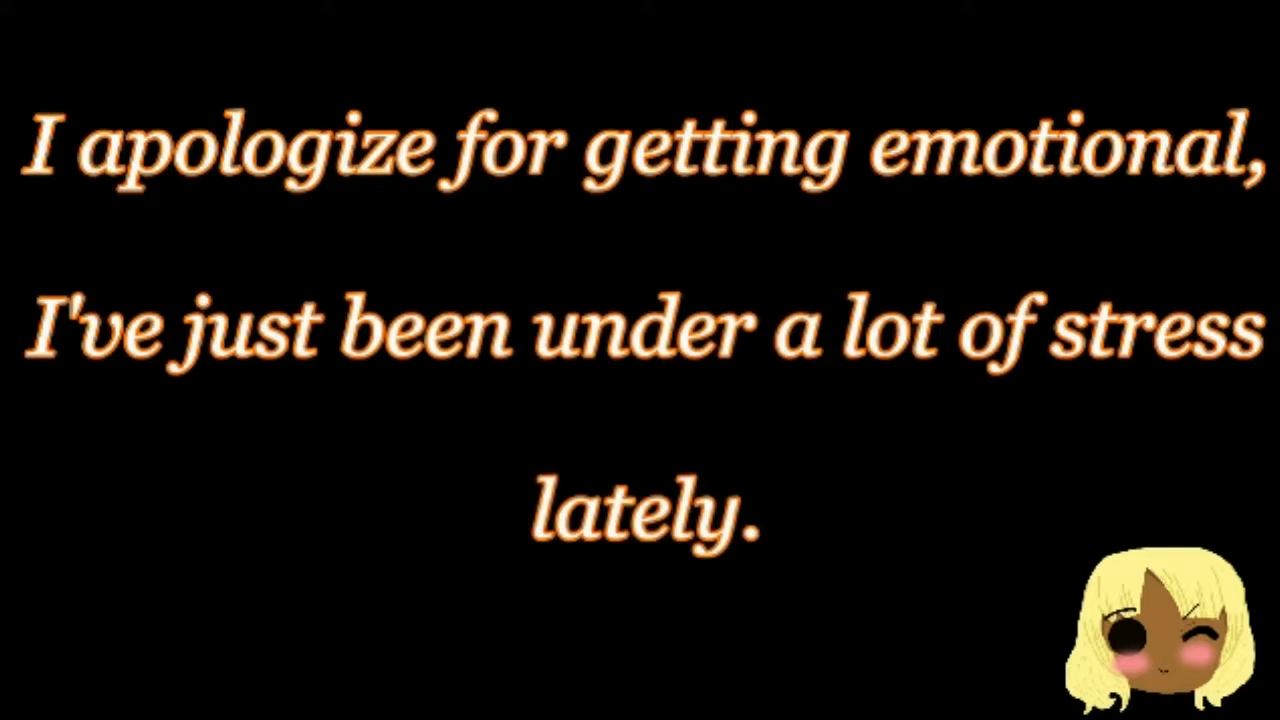 I apologize for getting emotional,
I've just been under a lot of stress
lately.